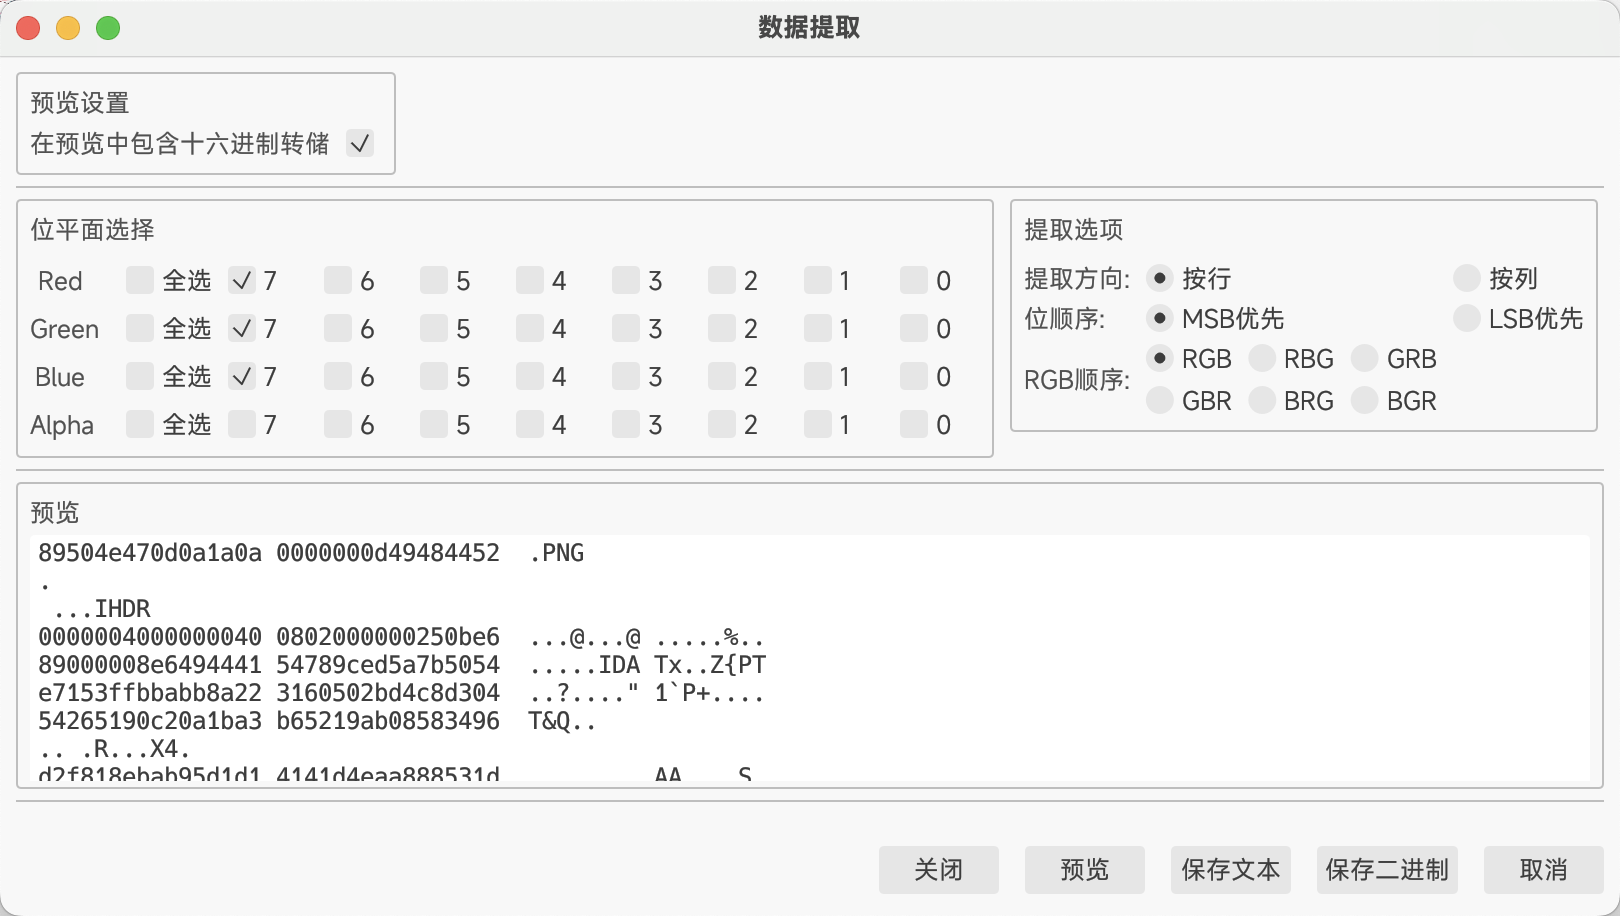 数据提取
预览设置
在预览中包含十六进制转储
位平面选择
Red 全选 7 6 5 4 3 2 1 0
Green 全选 7 6 5 4 3 2 1 0
Blue 全选 7 6 5 4 3 2 1 0
Alpha 全选 7 6 5 4 3 2 1 0
提取选项
提取方向: 按行 按列
位顺序: MSB优先 LSB优先
RGB顺序: RGB RBG GRB
GBR BRG BGR
预览
89504e470d0a1a0a 0000000d49484452  .PNG
.
 ...IHDR
0000004000000040 0802000000250be6  ...@...@ .....%..
89000008e6494441 54789ced5a7b5054  .....IDA Tx..Z{PT
e7153ffbbabb8a22 3160502bd4c8d304  ..?...." 1`P+....
54265190c20a1ba3 b65219ab08583496  T&Q..
.. .R...X4.
d2f818ebab95d1d1 4141d4eaa888531d  ........ AA....S.
关闭 预览 保存文本 保存二进制 取消